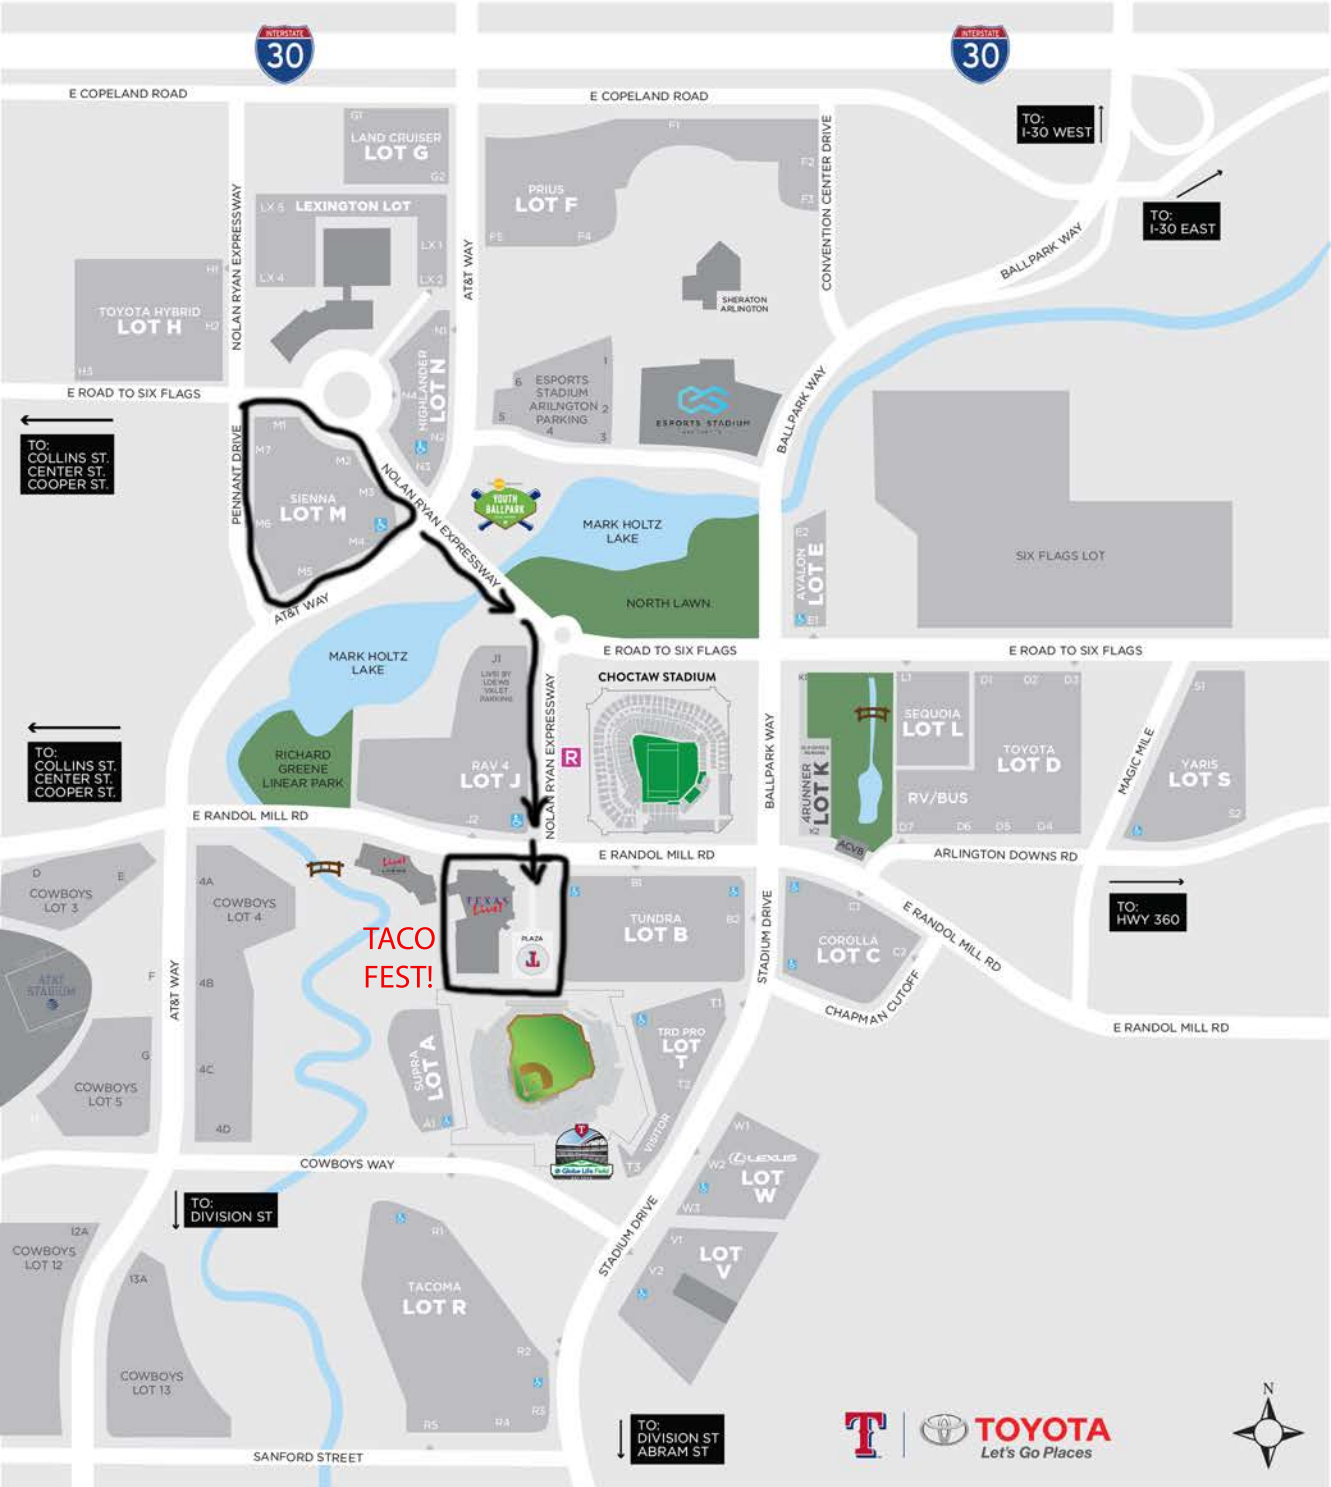 INTERSTATE
30
INTERSTATE
30
E COPELAND ROAD
E COPELAND ROAD
TO:
I-30 WEST
TO:
I-30 EAST
G1
LAND CRUISER
LOT G
G2
F1
F2
F3
PRIUS
LOT F
F5
F4
CONVENTION CENTER DRIVE
BALLPARK WAY
NOLAN RYAN EXPRESSWAY
LX 5
LEXINGTON LOT
LX 1
LX 4
LX 2
AT&T WAY
H1
TOYOTA HYBRID
LOT H
H2
H3
SHERATON
ARLINGTON
N1
HIGHLANDER
LOT N
N4
N2
N3
1
6
ESPORTS
STADIUM
ARILNGTON
PARKING
2
5
4
3
ESPORTS STADIUM
BALLPARK WAY
E ROAD TO SIX FLAGS
TO:
COLLINS ST.
CENTER ST.
COOPER ST.
PENNANT DRIVE
M1
M7
M2
M3
SIENNA
LOT M
M6
M4
M5
NOLAN RYAN EXPRESSWAY
AT&T WAY
YOUTH
BALLPARK
MARK HOLTZ
LAKE
NORTH LAWN
E2
AVALON
LOT E
E1
SIX FLAGS LOT
MARK HOLTZ
LAKE
E ROAD TO SIX FLAGS
E ROAD TO SIX FLAGS
J1
LIVE! BY
LOEWS
VALET
PARKING
RAV 4
LOT J
J2
NOLAN RYAN EXPRESSWAY
R
CHOCTAW STADIUM
BALLPARK WAY
4RUNNER
LOT K
K2
ACVB
L1
SEQUOIA
LOT L
D1
D2
D3
TOYOTA
LOT D
RV/BUS
D7
D6
D5
D4
MAGIC MILE
S1
YARIS
LOT S
S2
TO:
COLLINS ST.
CENTER ST.
COOPER ST.
RICHARD
GREENE
LINEAR PARK
E RANDOL MILL RD
E RANDOL MILL RD
ARLINGTON DOWNS RD
TO:
HWY 360
D
E
COWBOYS
LOT 3
4A
COWBOYS
LOT 4
4B
4C
4D
F
G
AT&T
STADIUM
AT&T WAY
COWBOYS
LOT 5
H
Live!
LOEWS
TEXAS
Live!
PLAZA
TACO
FEST!
B1
TUNDRA
LOT B
B2
STADIUM DRIVE
C1
COROLLA
LOT C
C2
CHAPMAN CUTOFF
E RANDOL MILL RD
E RANDOL MILL RD
SUPRA
LOT A
A1
T1
TRD PRO
LOT
T
T2
VISITOR
T3
Globe Life Field
COWBOYS WAY
TO:
DIVISION ST
W1
W2
LEXUS
LOT
W
W3
V1
LOT
V
V2
STADIUM DRIVE
12A
COWBOYS
LOT 12
13A
COWBOYS
LOT 13
R1
TACOMA
LOT R
R2
R3
R4
R5
SANFORD STREET
TO:
DIVISION ST
ABRAM ST
T
TOYOTA
Let's Go Places
N